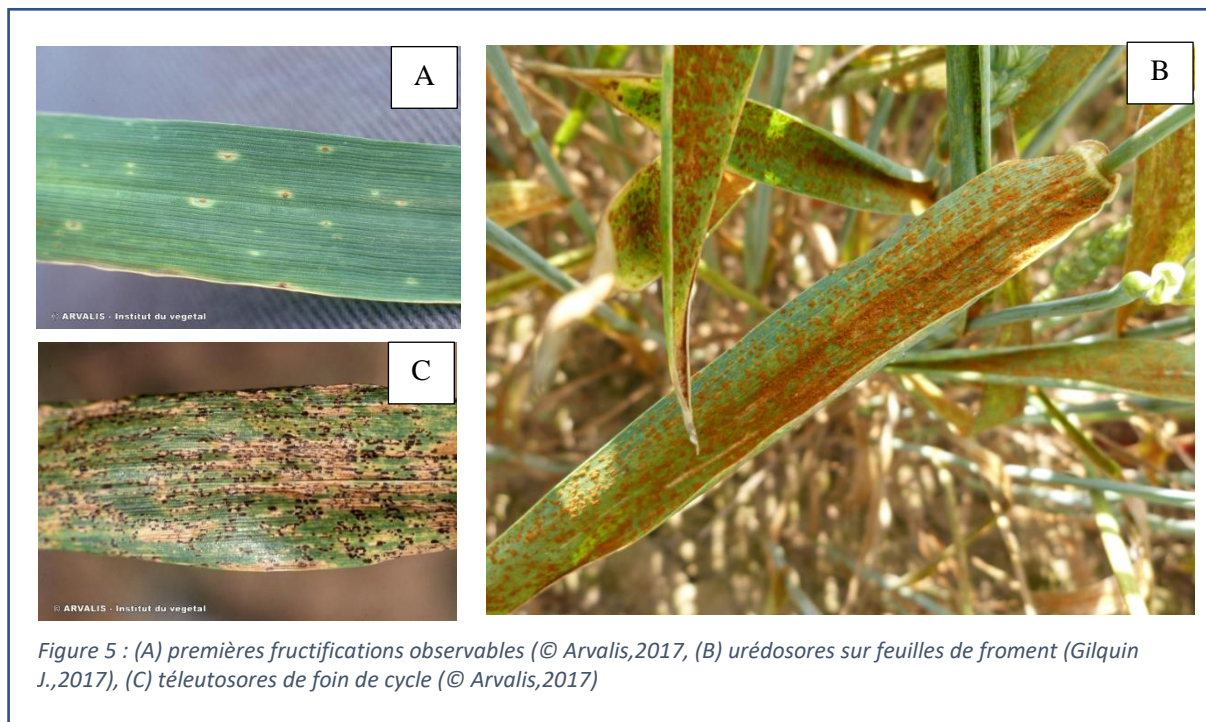 A
© ARVALIS - Institut du vegetal
B
C
© ARVALIS - Institut du vegetal
Figure 5 : (A) premières fructifications observables (© Arvalis,2017, (B) urédosores sur feuilles de froment (Gilquin
J.,2017), (C) téleutosores de foin de cycle (© Arvalis,2017)